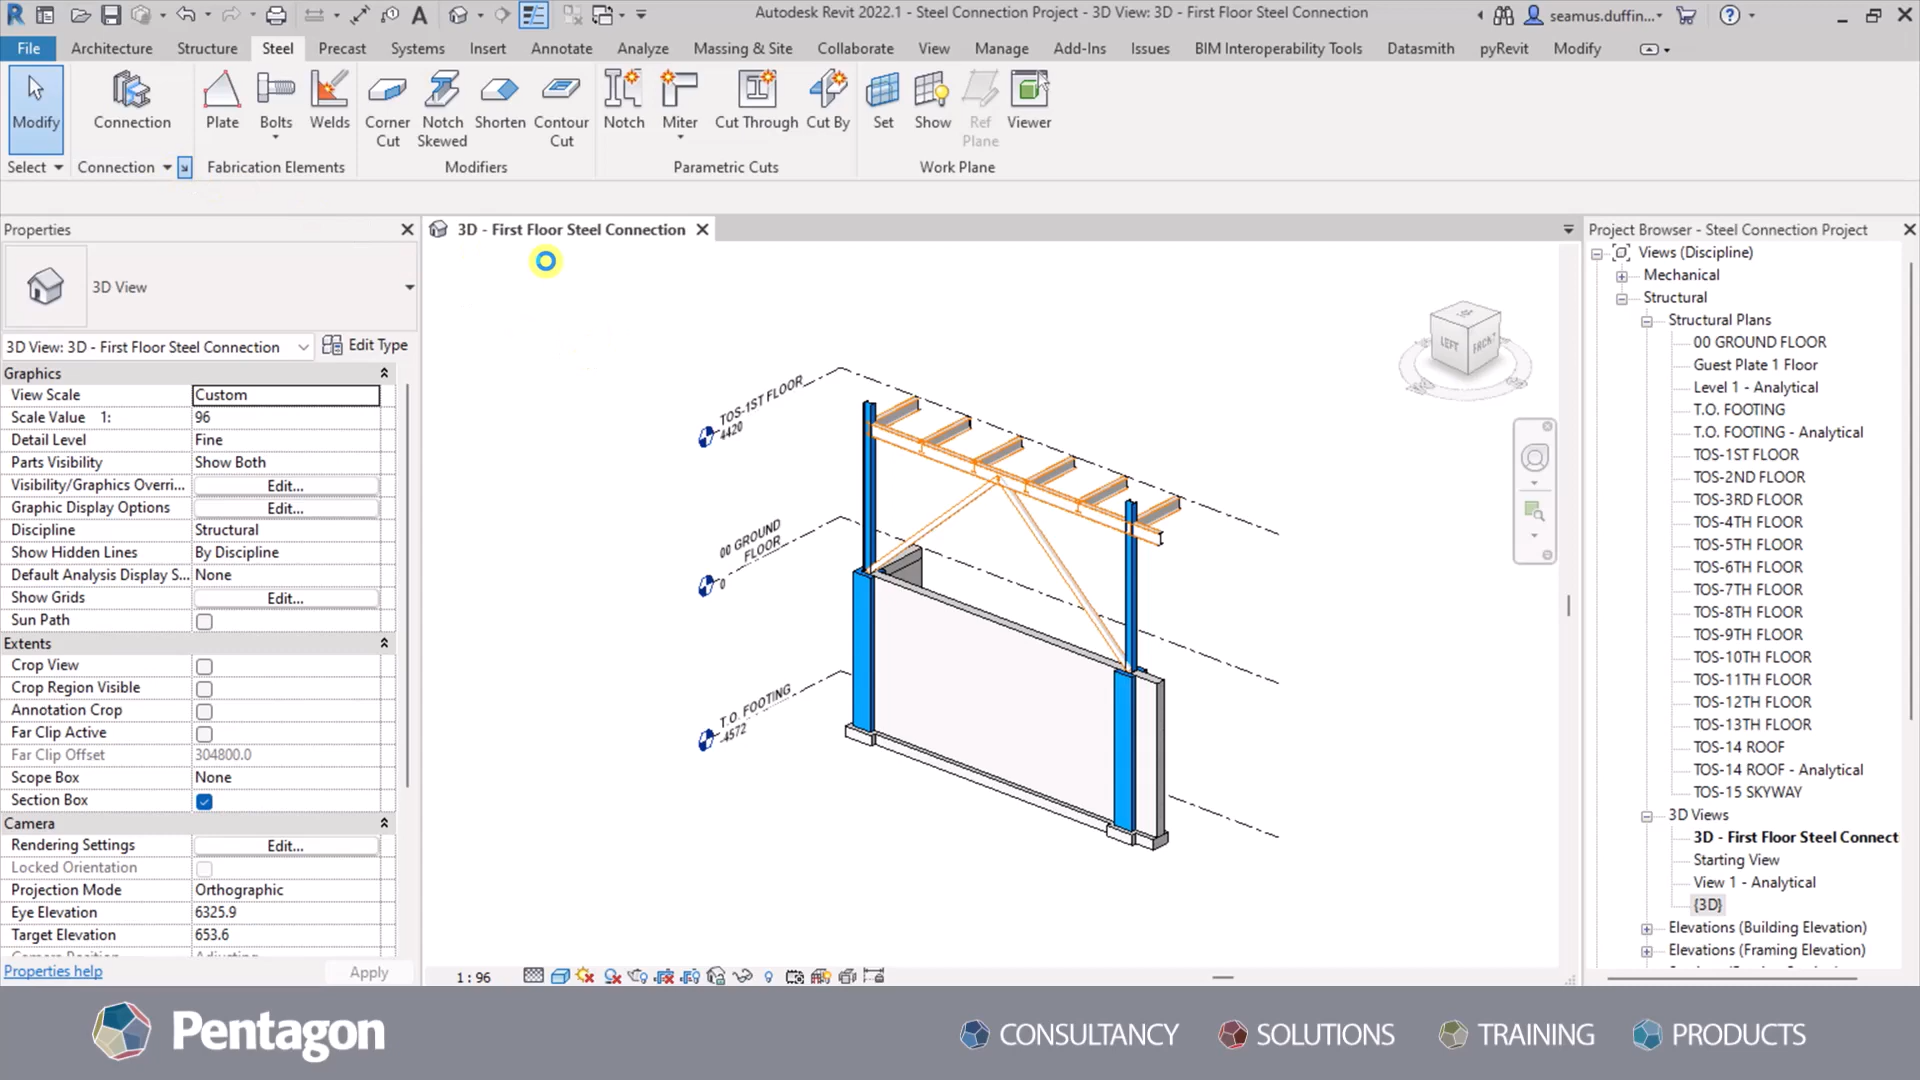 Autodesk Revit 2022.1 - Steel Connection Project - 3D View: 3D - First Floor Steel Connection
seamus.duffin...
File Architecture Structure Steel Precast Systems Insert Annotate Analyze Massing & Site Collaborate View Manage Add-Ins Issues BIM Interoperability Tools Datasmith pyRevit Modify
Modify Connection Plate Bolts Welds Corner Cut Notch Skewed Shorten Contour Cut Notch Miter Cut Through Cut By Set Show Ref Plane Viewer
Select Connection Fabrication Elements Modifiers Parametric Cuts Work Plane
Properties
3D View
3D View: 3D - First Floor Steel Connection Edit Type
Graphics
View Scale Custom
Scale Value 1: 96
Detail Level Fine
Parts Visibility Show Both
Visibility/Graphics Overri... Edit...
Graphic Display Options Edit...
Discipline Structural
Show Hidden Lines By Discipline
Default Analysis Display S... None
Show Grids Edit...
Sun Path
Extents
Crop View
Crop Region Visible
Annotation Crop
Far Clip Active
Far Clip Offset 304800.0
Scope Box None
Section Box
Camera
Rendering Settings Edit...
Locked Orientation
Projection Mode Orthographic
Eye Elevation 6325.9
Target Elevation 653.6
Properties help Apply
3D - First Floor Steel Connection
TOS-1ST FLOOR
4420
00 GROUND
FLOOR
0
T.O. FOOTING
-4572
LEFT FRONT
1 : 96
Project Browser - Steel Connection Project
Views (Discipline)
Mechanical
Structural
Structural Plans
00 GROUND FLOOR
Guest Plate 1 Floor
Level 1 - Analytical
T.O. FOOTING
T.O. FOOTING - Analytical
TOS-1ST FLOOR
TOS-2ND FLOOR
TOS-3RD FLOOR
TOS-4TH FLOOR
TOS-5TH FLOOR
TOS-6TH FLOOR
TOS-7TH FLOOR
TOS-8TH FLOOR
TOS-9TH FLOOR
TOS-10TH FLOOR
TOS-11TH FLOOR
TOS-12TH FLOOR
TOS-13TH FLOOR
TOS-14 ROOF
TOS-14 ROOF - Analytical
TOS-15 SKYWAY
3D Views
3D - First Floor Steel Connect
Starting View
View 1 - Analytical
{3D}
Elevations (Building Elevation)
Elevations (Framing Elevation)
Pentagon
CONSULTANCY SOLUTIONS TRAINING PRODUCTS